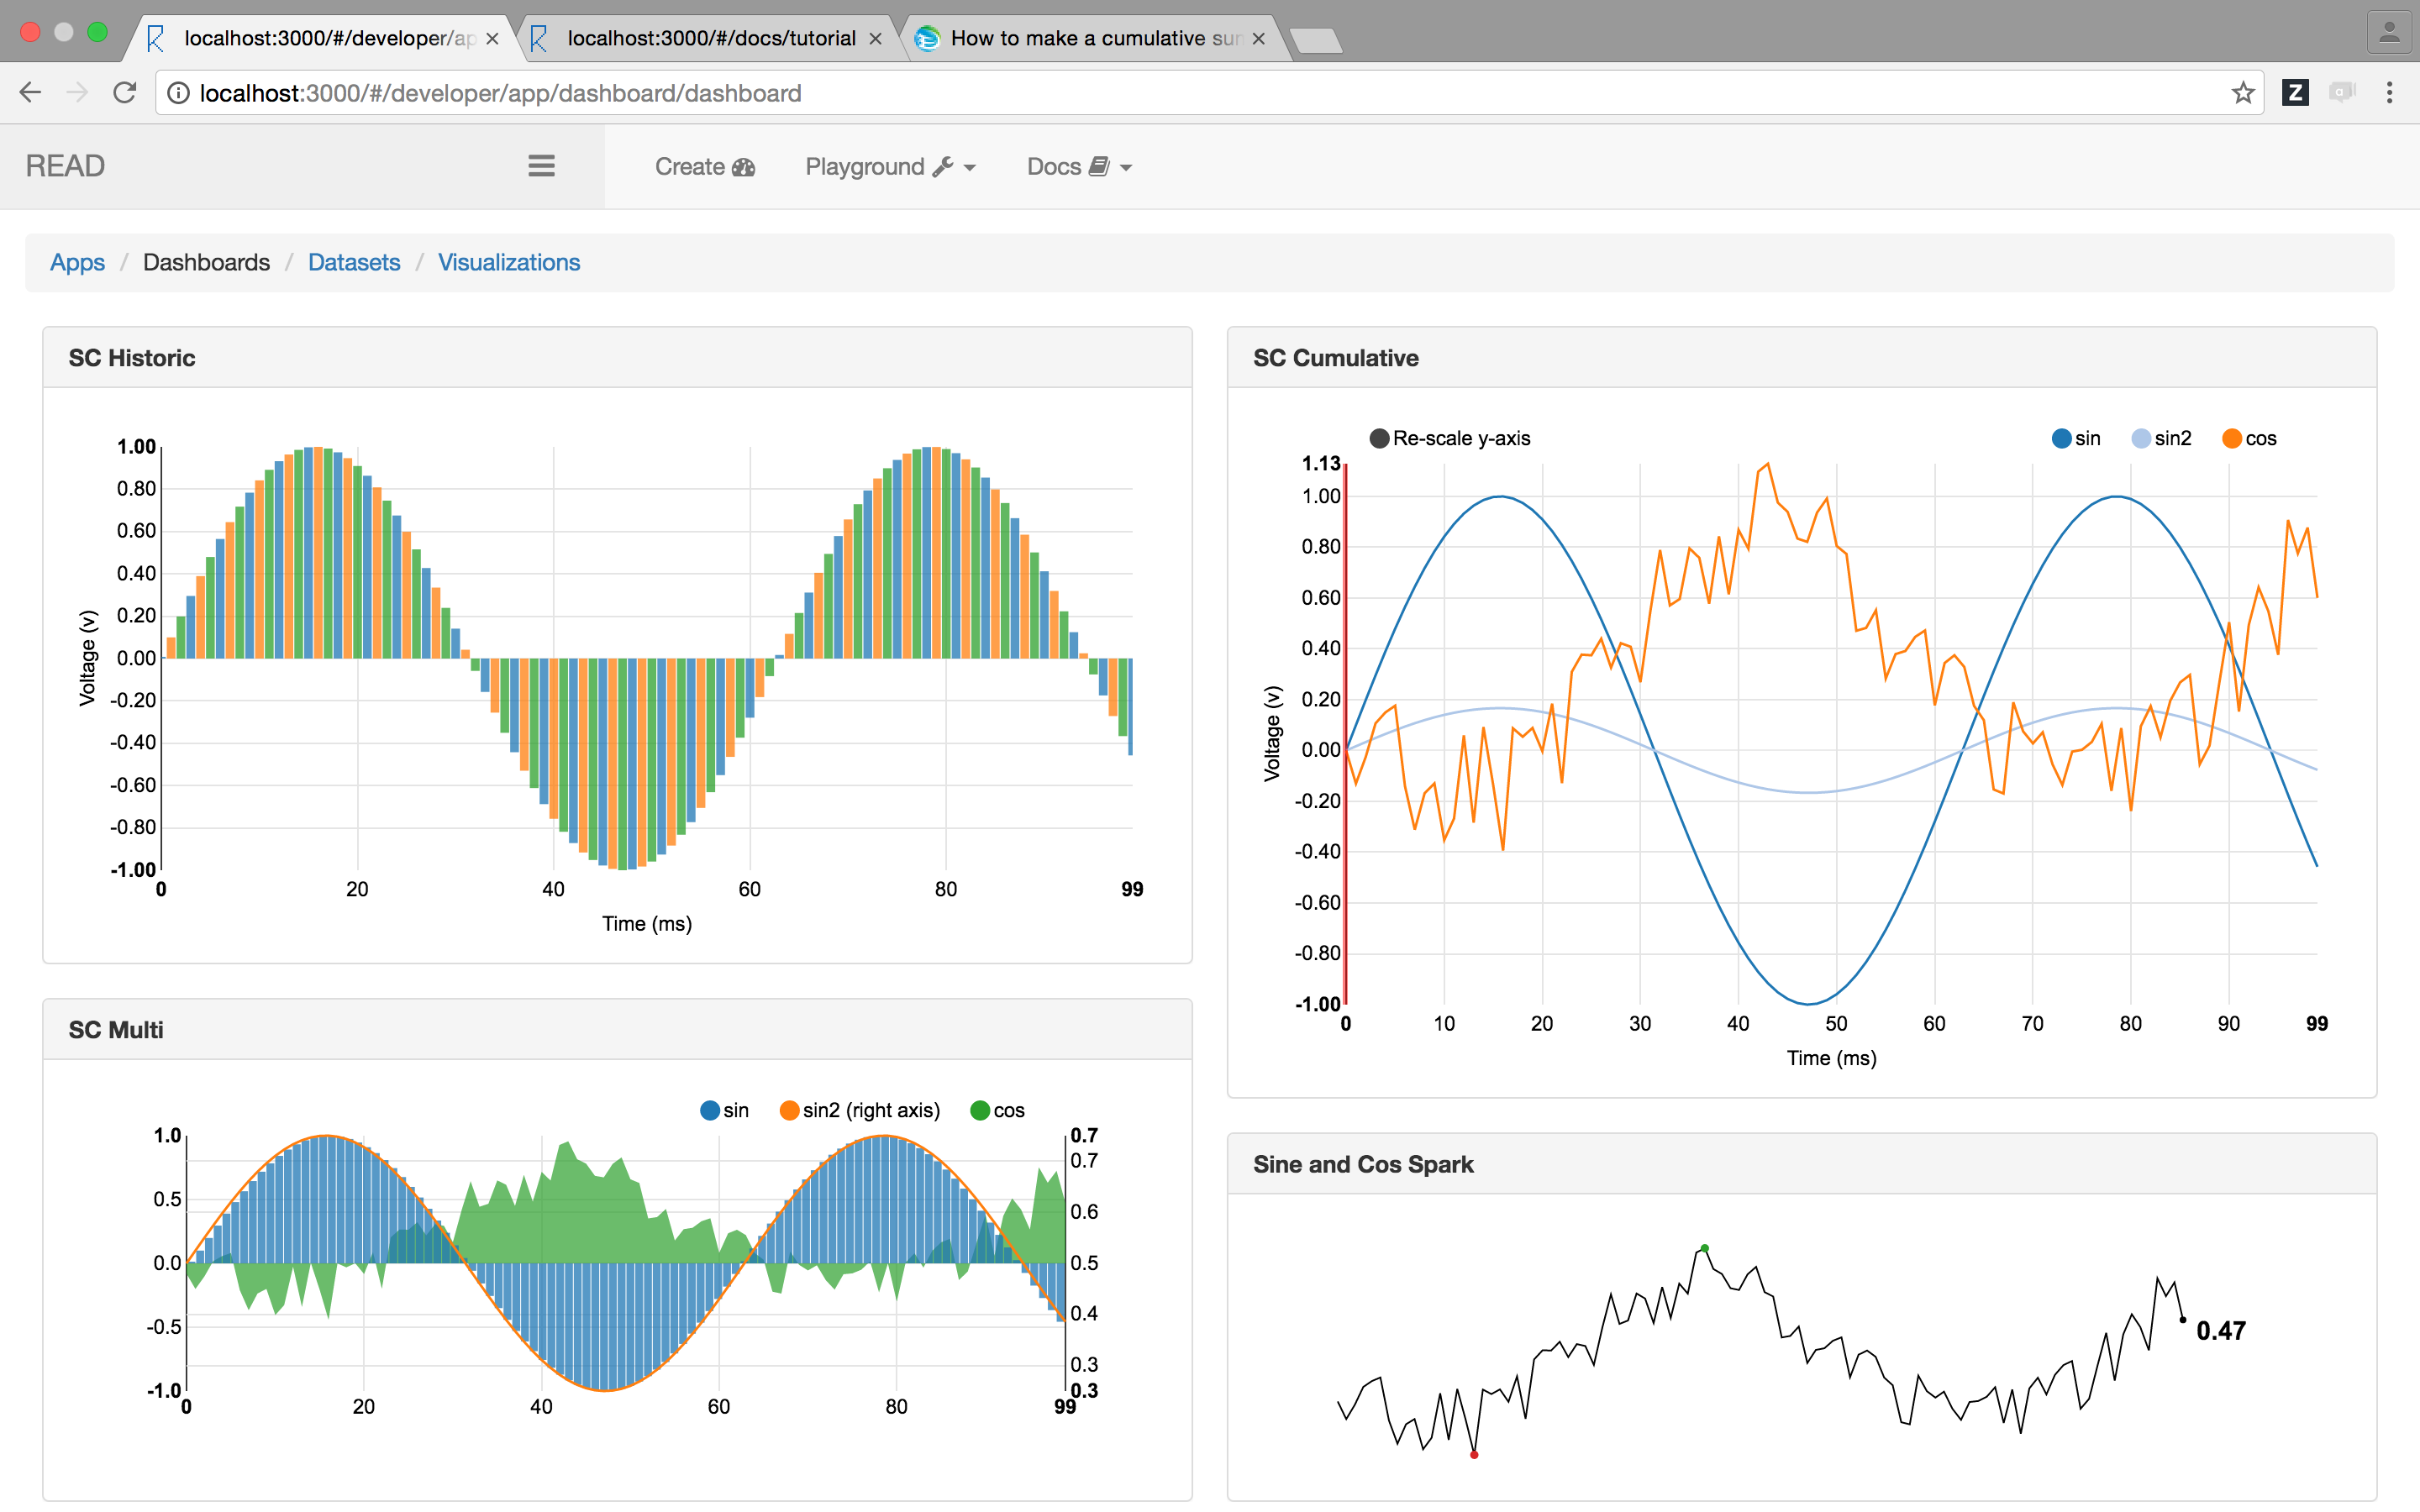 localhost:3000/#/developer/ap
localhost:3000/#/docs/tutorial
How to make a cumulative sum
localhost:3000/#/developer/app/dashboard/dashboard
Z
a
READ
Create
Playground
Docs
Apps / Dashboards / Datasets / Visualizations
SC Historic
1.00
0.80
0.60
0.40
0.20
0.00
-0.20
-0.40
-0.60
-0.80
-1.00
Voltage (v)
0 20 40 60 80 99
Time (ms)
SC Cumulative
Re-scale y-axis sin sin2 cos
1.13
1.00
0.80
0.60
0.40
0.20
0.00
-0.20
-0.40
-0.60
-0.80
-1.00
Voltage (v)
0 10 20 30 40 50 60 70 80 90 99
Time (ms)
SC Multi
sin sin2 (right axis) cos
1.0
0.5
0.0
-0.5
-1.0
0.7
0.7
0.6
0.5
0.4
0.3
0.3
0 20 40 60 80 99
Sine and Cos Spark
0.47